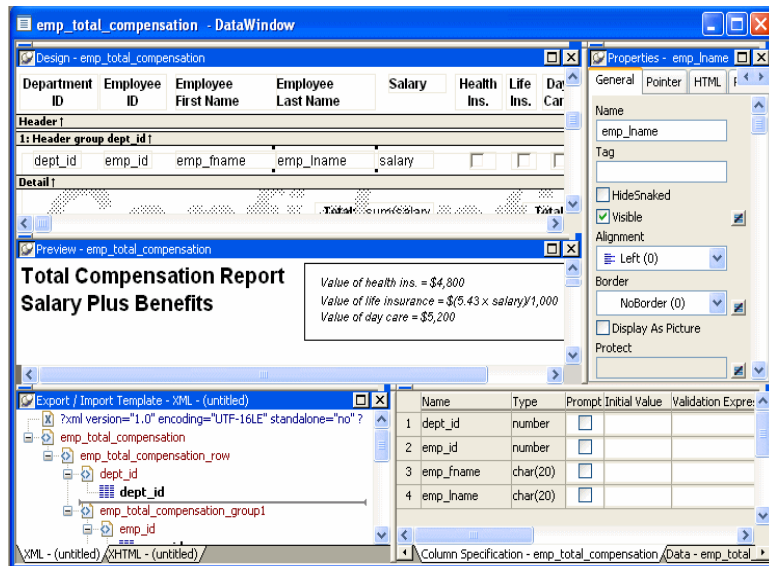 emp_total_compensation - DataWindow
Design - emp_total_compensation
Department ID Employee ID Employee First Name Employee Last Name Salary Health Ins. Life Ins. Day Car
Header ↑
1: Header group dept_id ↑
dept_id emp_id emp_fname emp_lname salary
Detail ↑
Total: sum(salary Total
Preview - emp_total_compensation
Total Compensation Report
Salary Plus Benefits
Value of health ins. = $4,800
Value of life insurance = $(5.43 x salary)/1,000
Value of day care = $5,200
Properties - emp_lname
General Pointer HTML
Name
emp_lname
Tag
HideSnaked
Visible
Alignment
Left (0)
Border
NoBorder (0)
Display As Picture
Protect
Export / Import Template - XML - (untitled)
?xml version="1.0" encoding="UTF-16LE" standalone="no" ?
emp_total_compensation
emp_total_compensation_row
dept_id
dept_id
emp_total_compensation_group1
emp_id
XML - (untitled) XHTML - (untitled)
Name Type Prompt Initial Value Validation Expres
1 dept_id number
2 emp_id number
3 emp_fname char(20)
4 emp_lname char(20)
Column Specification - emp_total_compensation Data - emp_total